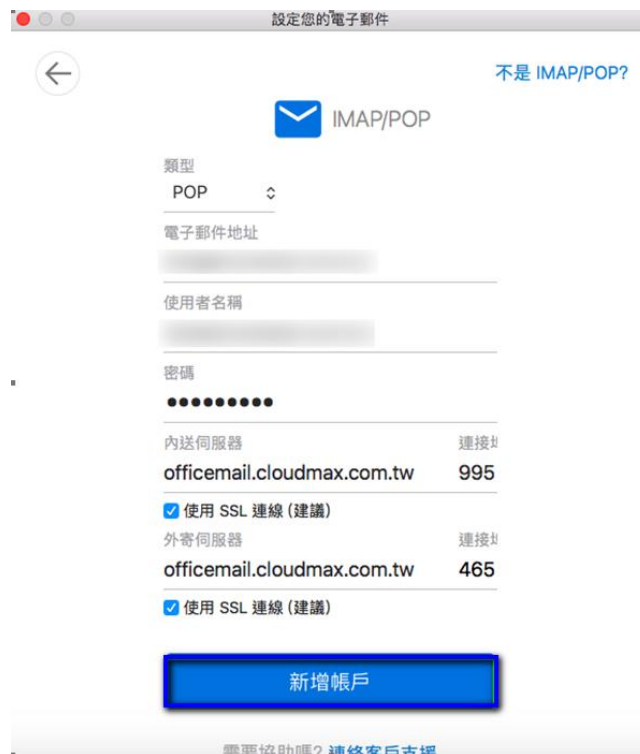 設定您的電子郵件
不是 IMAP/POP?
IMAP/POP
類型
POP
電子郵件地址
使用者名稱
密碼
●●●●●●●●●
內送伺服器 連接
officemail.cloudmax.com.tw 995
使用 SSL 連線 (建議)
外寄伺服器 連接
officemail.cloudmax.com.tw 465
使用 SSL 連線 (建議)
新增帳戶
需要協助嗎? 連絡客戶支援